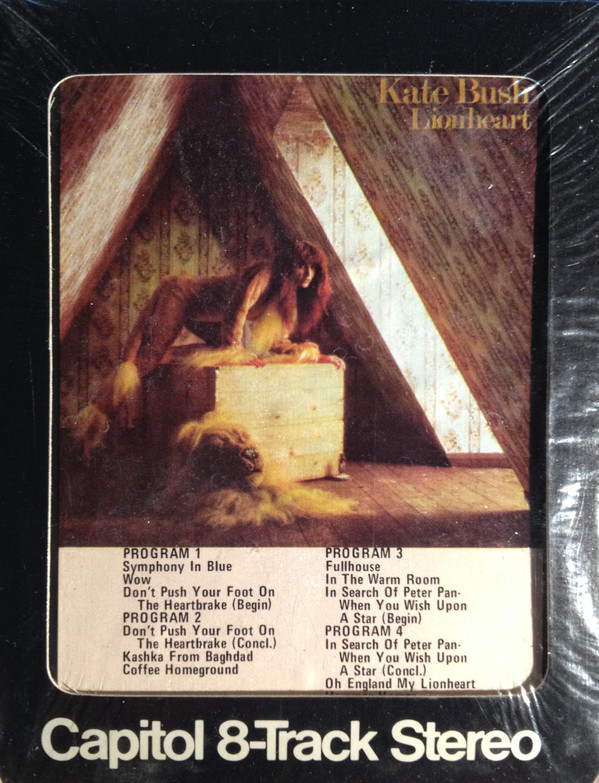 Kate Bush
Lionheart
PROGRAM 1
Symphony In Blue
Wow
Don't Push Your Foot On
The Heartbrake (Begin)
PROGRAM 2
Don't Push Your Foot On
The Heartbrake (Concl.)
Kashka From Baghdad
Coffee Homeground
PROGRAM 3
Fullhouse
In The Warm Room
In Search Of Peter Pan-
When You Wish Upon
A Star (Begin)
PROGRAM 4
In Search Of Peter Pan-
When You Wish Upon
A Star (Concl.)
Oh England My Lionheart
Capitol 8-Track Stereo